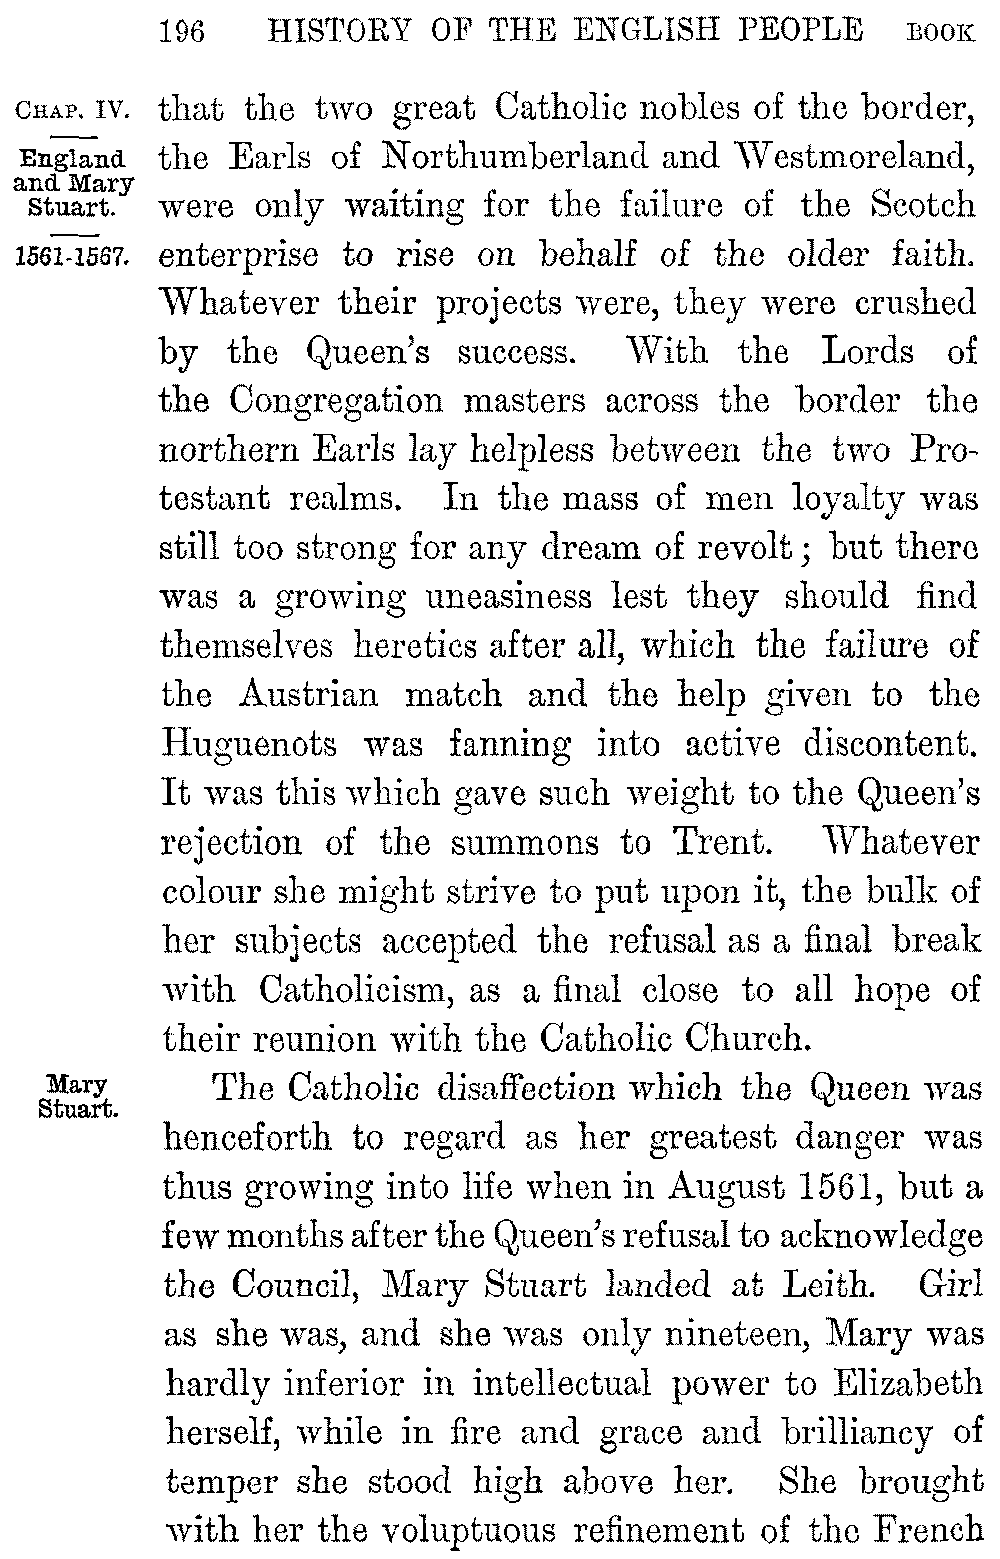 196 HISTORY OF THE ENGLISH PEOPLE BOOK
CHAP. IV.
England
and Mary
Stuart.
1561-1567.
that the two great Catholic nobles of the border,
the Earls of Northumberland and Westmoreland,
were only waiting for the failure of the Scotch
enterprise to rise on behalf of the older faith.
Whatever their projects were, they were crushed
by the Queen's success. With the Lords of
the Congregation masters across the border the
northern Earls lay helpless between the two Pro-
testant realms. In the mass of men loyalty was
still too strong for any dream of revolt; but there
was a growing uneasiness lest they should find
themselves heretics after all, which the failure of
the Austrian match and the help given to the
Huguenots was fanning into active discontent.
It was this which gave such weight to the Queen's
rejection of the summons to Trent. Whatever
colour she might strive to put upon it, the bulk of
her subjects accepted the refusal as a final break
with Catholicism, as a final close to all hope of
their reunion with the Catholic Church.
Mary
Stuart.
The Catholic disaffection which the Queen was
henceforth to regard as her greatest danger was
thus growing into life when in August 1561, but a
few months after the Queen's refusal to acknowledge
the Council, Mary Stuart landed at Leith. Girl
as she was, and she was only nineteen, Mary was
hardly inferior in intellectual power to Elizabeth
herself, while in fire and grace and brilliancy of
temper she stood high above her. She brought
with her the voluptuous refinement of the French